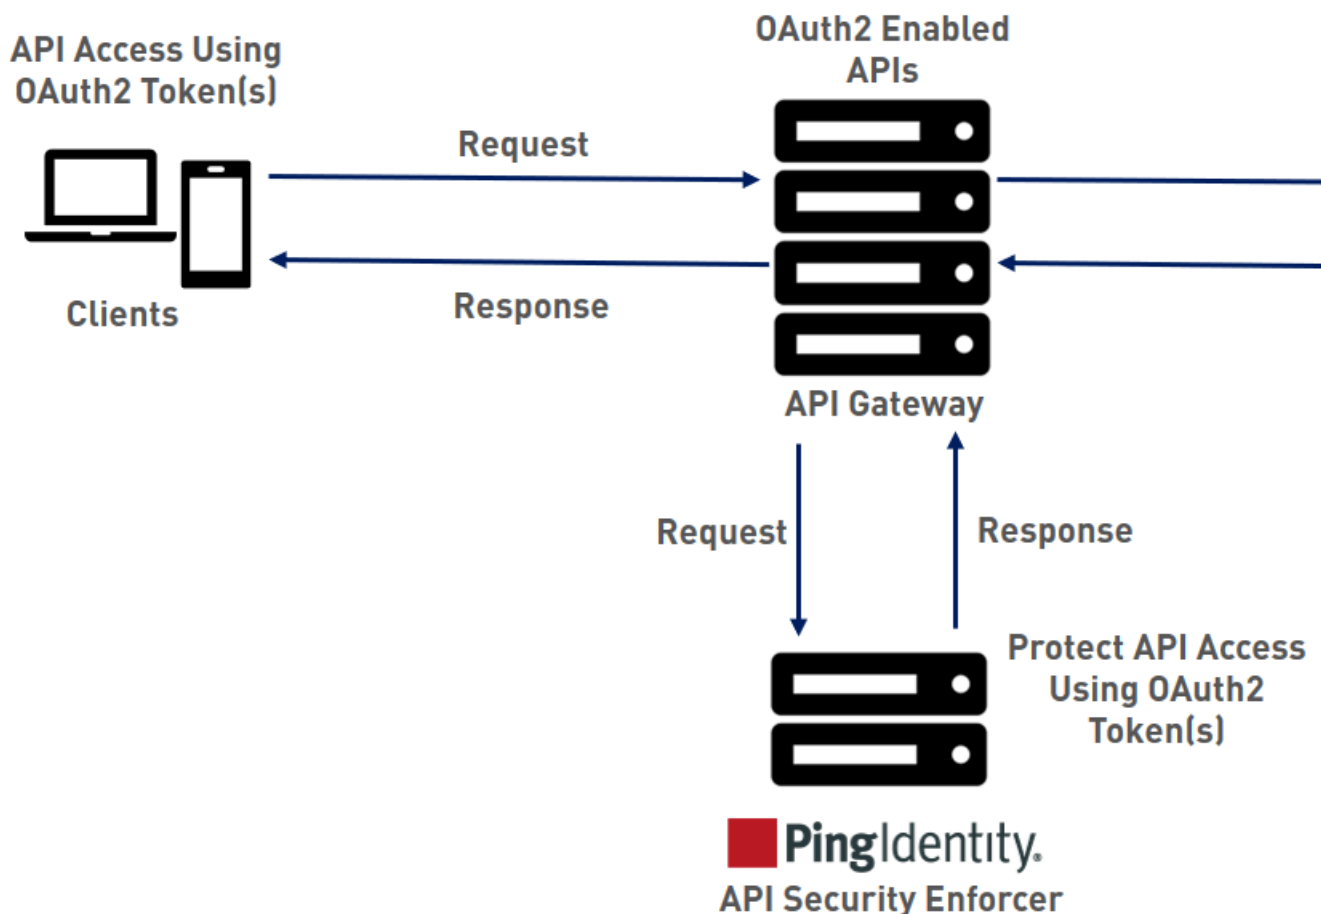 API Access Using
OAuth2 Token(s)
Clients
Request
Response
OAuth2 Enabled
APIs
API Gateway
Request
Response
Protect API Access
Using OAuth2
Token(s)
PingIdentity®
API Security Enforcer